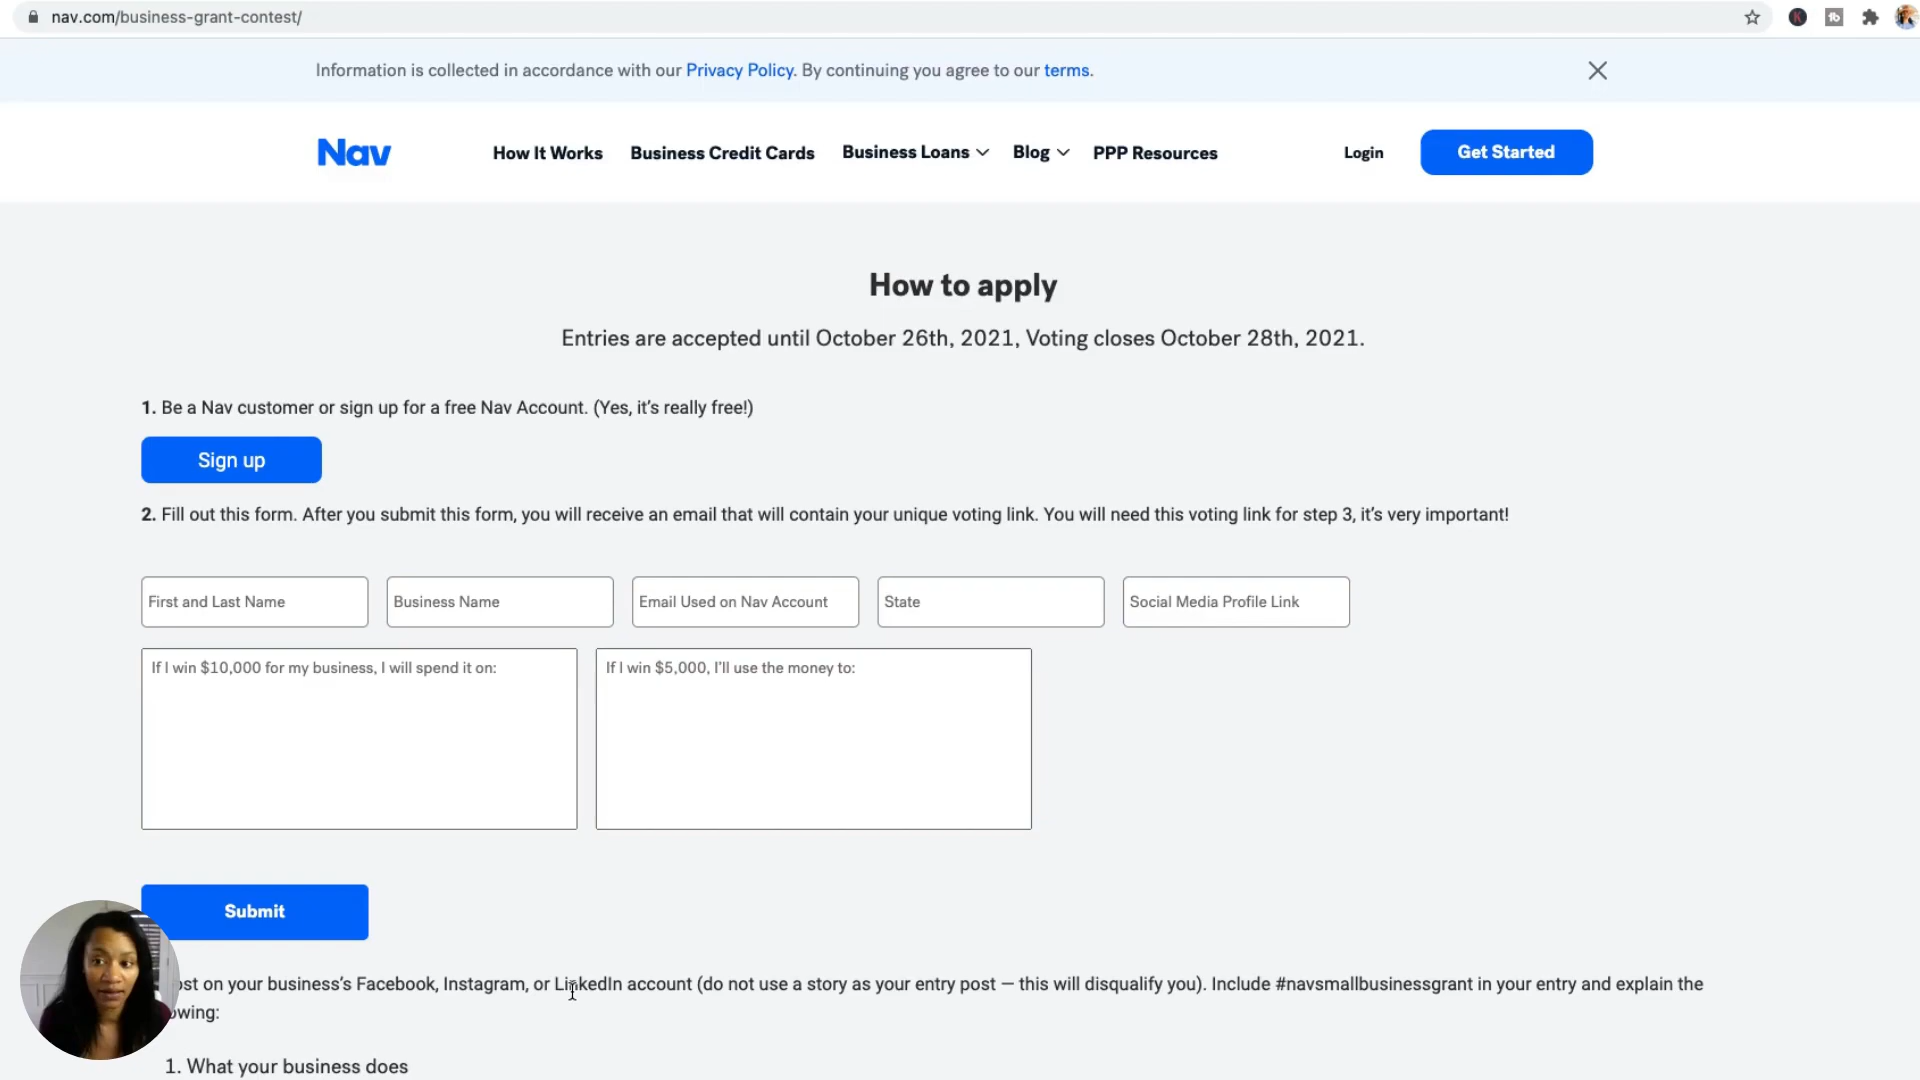 nav.com/business-grant-contest/
Information is collected in accordance with our Privacy Policy. By continuing you agree to our terms.
Nav How It Works Business Credit Cards Business Loans Blog PPP Resources Login Get Started
How to apply
Entries are accepted until October 26th, 2021, Voting closes October 28th, 2021.
1. Be a Nav customer or sign up for a free Nav Account. (Yes, it's really free!)
Sign up
2. Fill out this form. After you submit this form, you will receive an email that will contain your unique voting link. You will need this voting link for step 3, it's very important!
First and Last Name Business Name Email Used on Nav Account State Social Media Profile Link
If I win $10,000 for my business, I will spend it on: If I win $5,000, I'll use the money to:
Submit
on your business's Facebook, Instagram, or LinkedIn account (do not use a story as your entry post — this will disqualify you). Include #navsmallbusinessgrant in your entry and explain the
1. What your business does